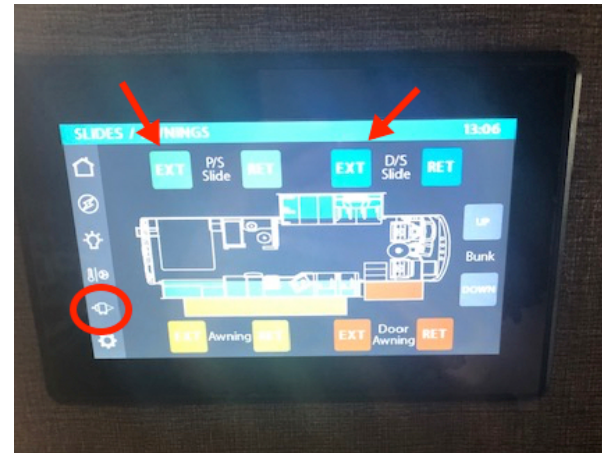 SLIDES / AWNINGS 13:06
EXT P/S Slide RET EXT D/S Slide RET
UP
Bunk
DOWN
EXT Awning RET EXT Door Awning RET